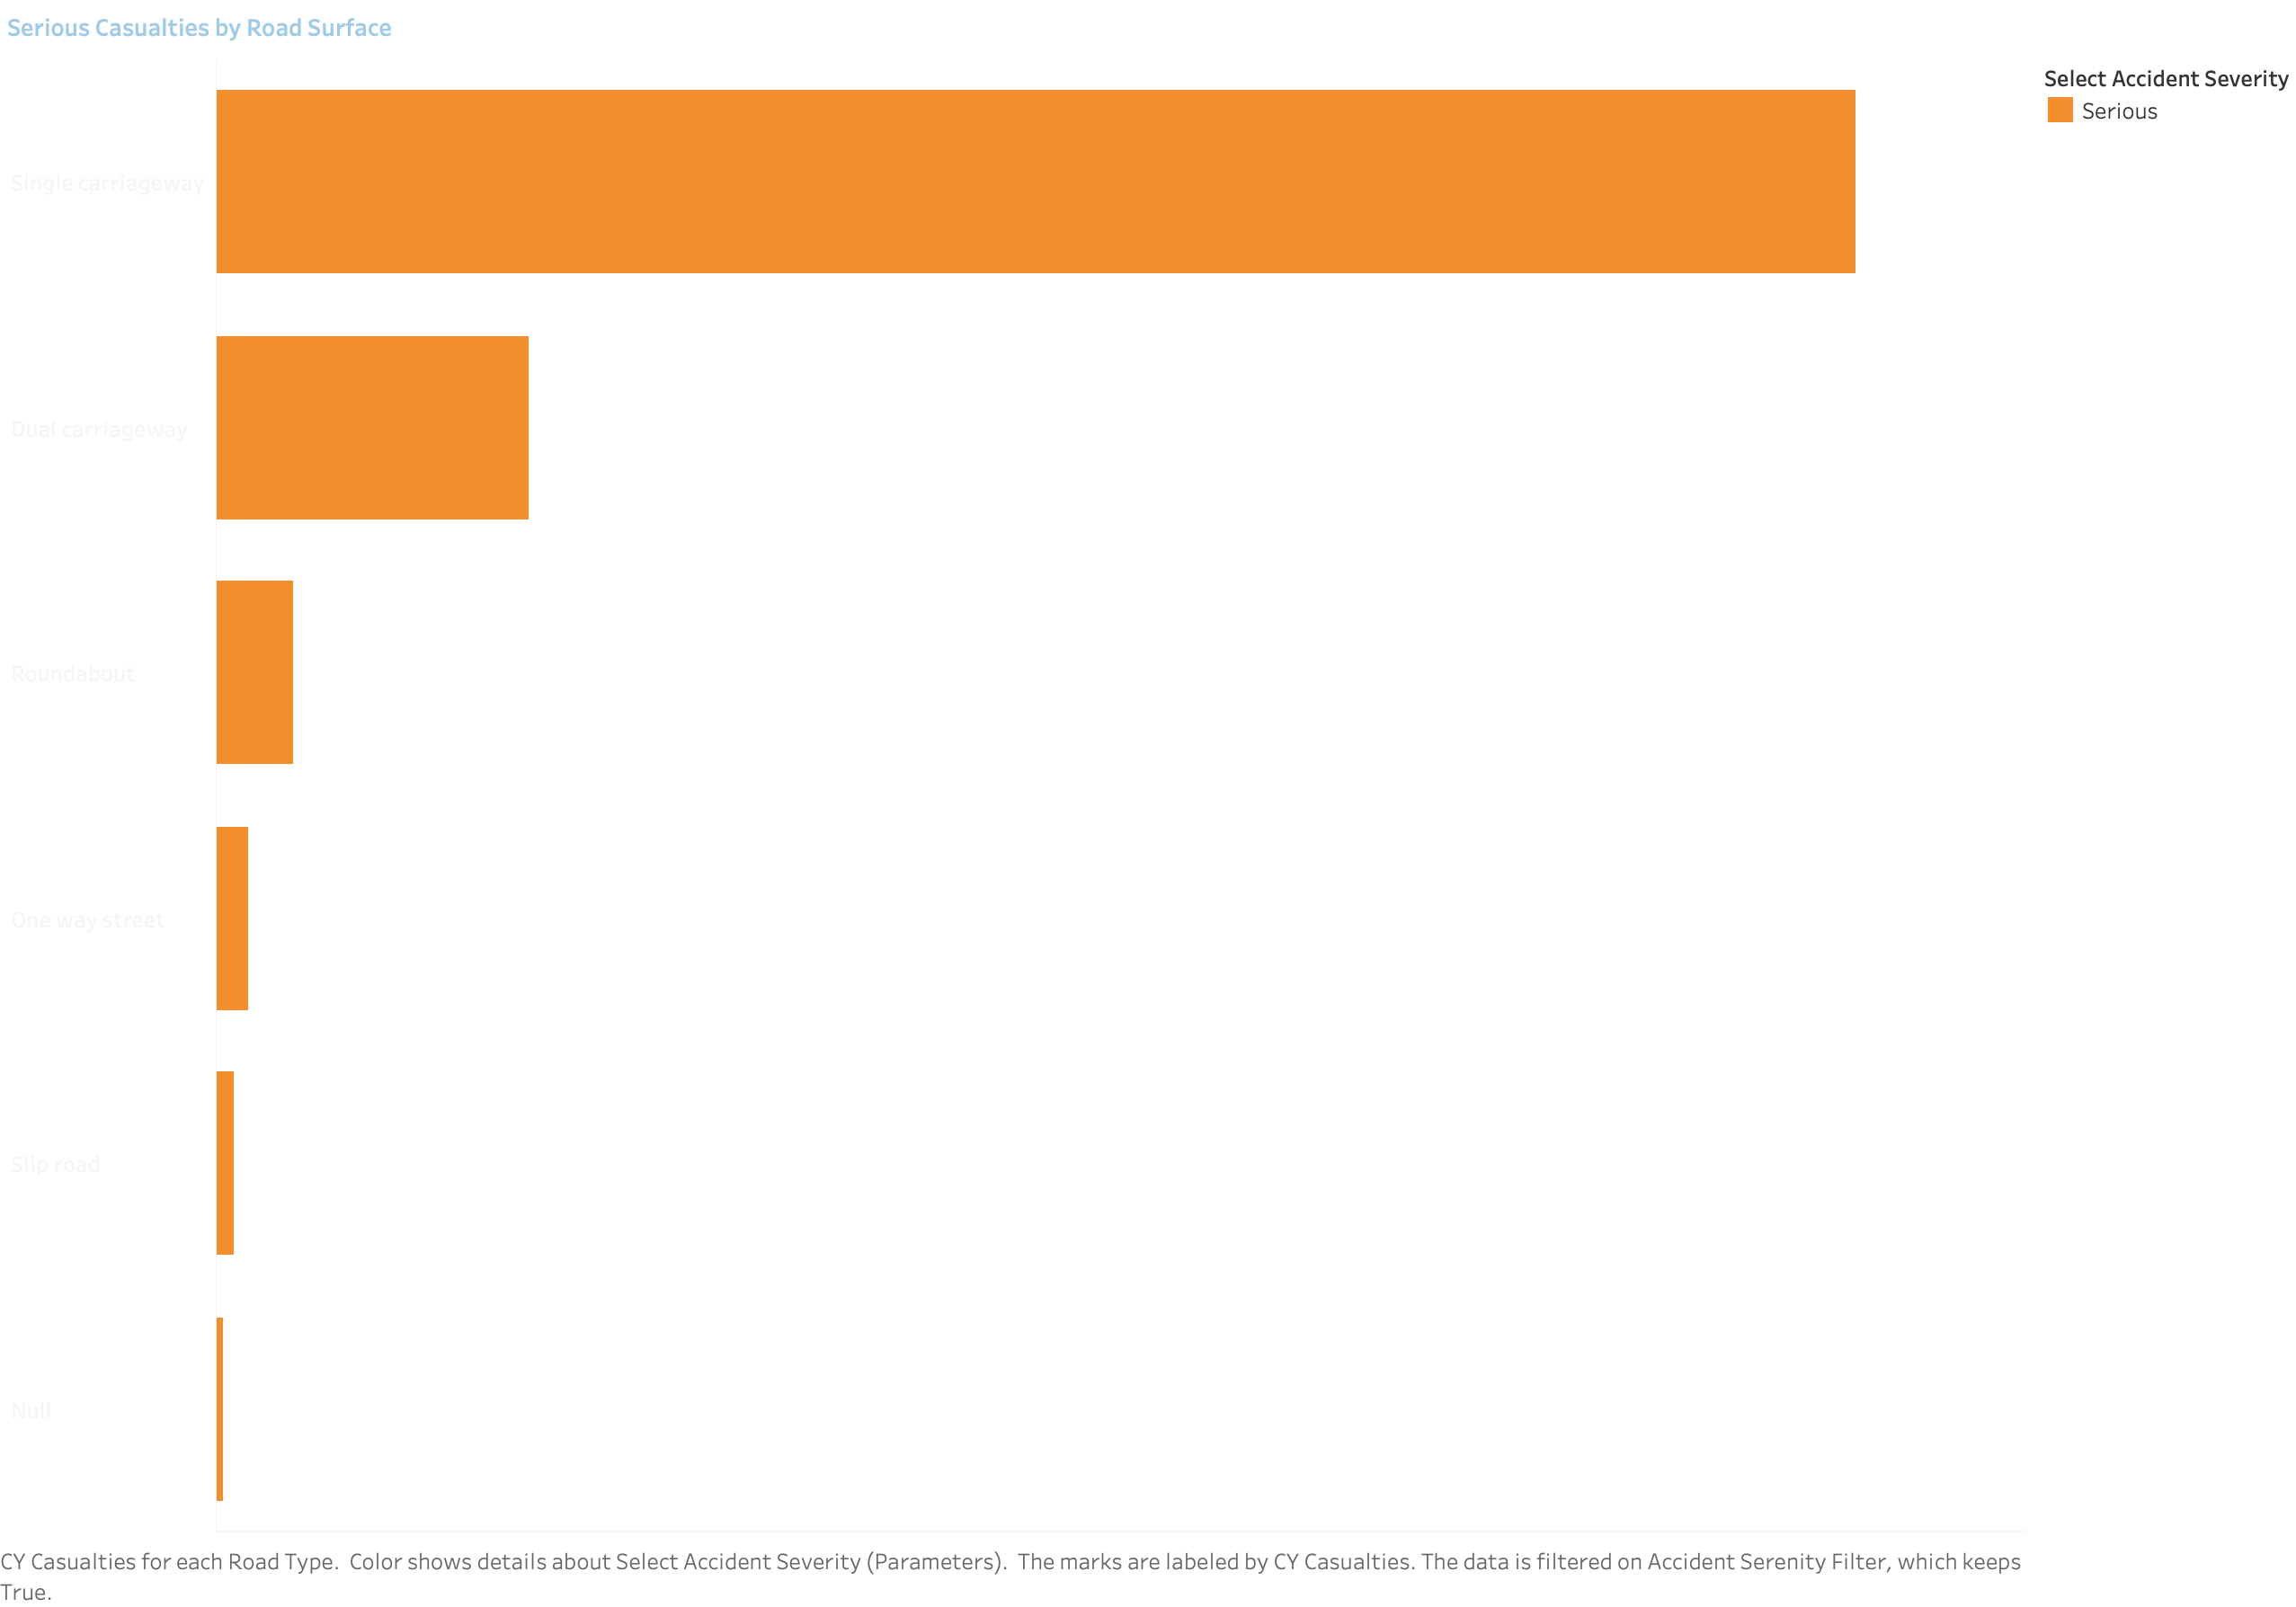 Serious Casualties by Road Surface
Select Accident Severity
Serious
Single carriageway
Dual carriageway
Roundabout
One way street
Slip road
Null
CY Casualties for each Road Type.  Color shows details about Select Accident Severity (Parameters).  The marks are labeled by CY Casualties. The data is filtered on Accident Serenity Filter, which keeps
True.